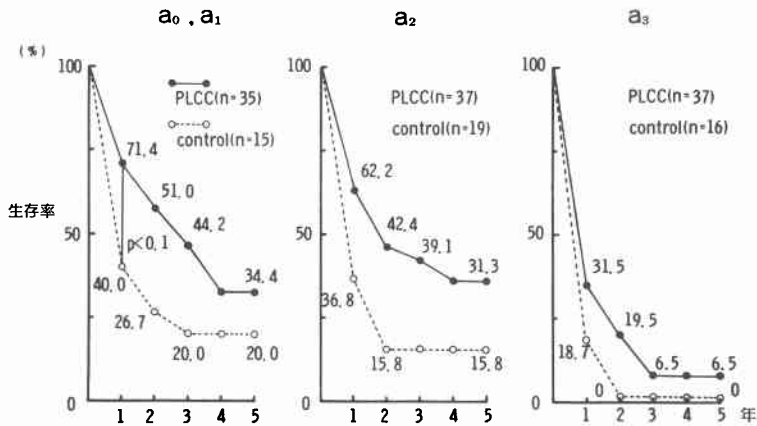 a₀ , a₁
(%)
100
PLCC(n=35)
control(n=15)
71,4
51,0
44,2
34,4
50
生存率
p<0,1
40,0
26,7
20,0
20,0
0
1 2 3 4 5
a₂
100
PLCC(n=37)
control(n=19)
62,2
42,4
39,1
31,3
50
36,8
15,8
15,8
0
1 2 3 4 5
a₃
100
PLCC(n=37)
control(n=16)
50
31,5
19,5
6.5
6.5
18,7
0
0
0
1 2 3 4 5 年